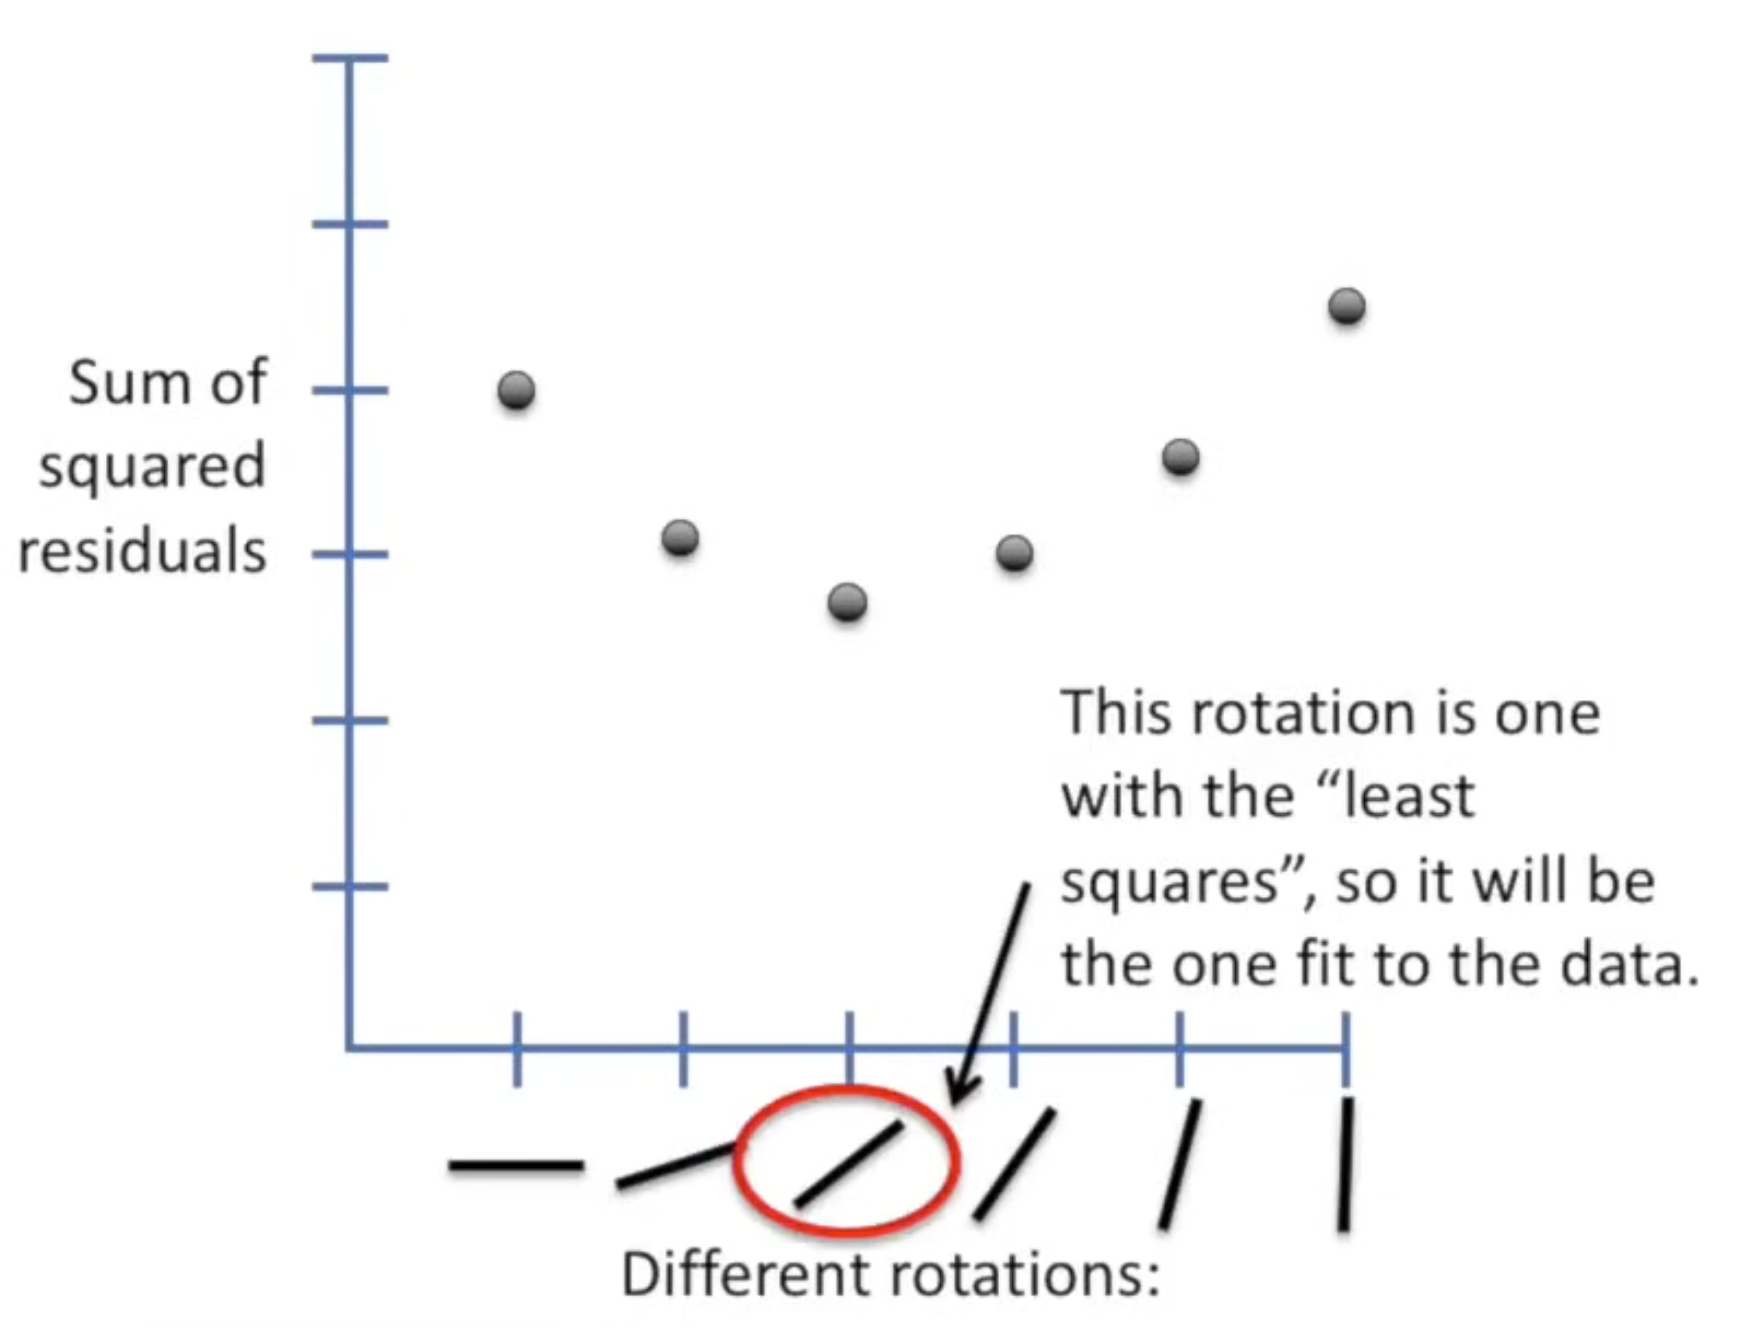 Sum of
squared
residuals
This rotation is one
with the “least
squares”, so it will be
the one fit to the data.
Different rotations: